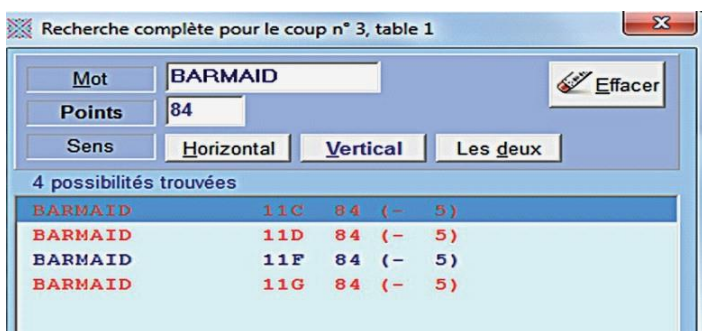 Recherche complète pour le coup n° 3, table 1
Mot BARMAID Effacer
Points 84
Sens Horizontal Vertical Les deux
4 possibilités trouvées
BARMAID 11C 84 (- 5)
BARMAID 11D 84 (- 5)
BARMAID 11F 84 (- 5)
BARMAID 11G 84 (- 5)